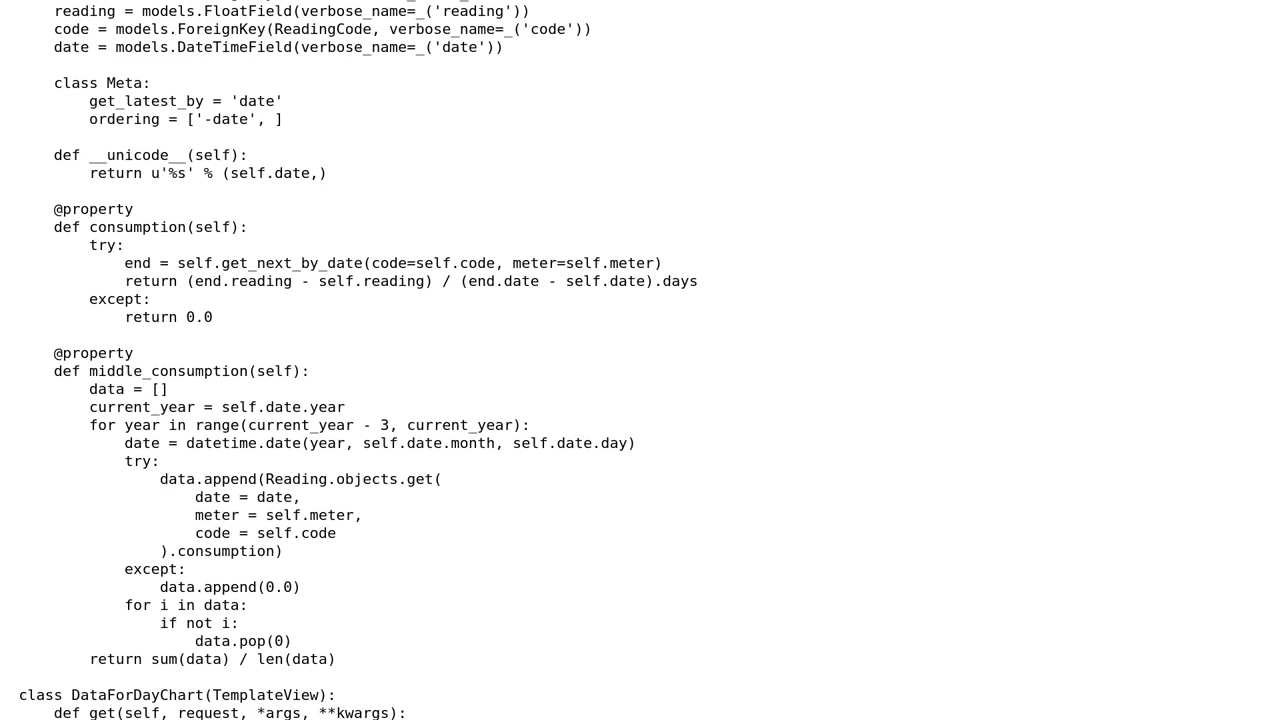 reading = models.FloatField(verbose_name=_('reading'))
code = models.ForeignKey(ReadingCode, verbose_name=_('code'))
date = models.DateTimeField(verbose_name=_('date'))
class Meta:
get_latest_by = 'date'
ordering = ['-date', ]
def __unicode__(self):
return u'%s' % (self.date,)
@property
def consumption(self):
try:
end = self.get_next_by_date(code=self.code, meter=self.meter)
return (end.reading - self.reading) / (end.date - self.date).days
except:
return 0.0
@property
def middle_consumption(self):
data = []
current_year = self.date.year
for year in range(current_year - 3, current_year):
date = datetime.date(year, self.date.month, self.date.day)
try:
data.append(Reading.objects.get(
date = date,
meter = self.meter,
code = self.code
).consumption)
except:
data.append(0.0)
for i in data:
if not i:
data.pop(0)
return sum(data) / len(data)
class DataForDayChart(TemplateView):
def get(self, request, *args, **kwargs):